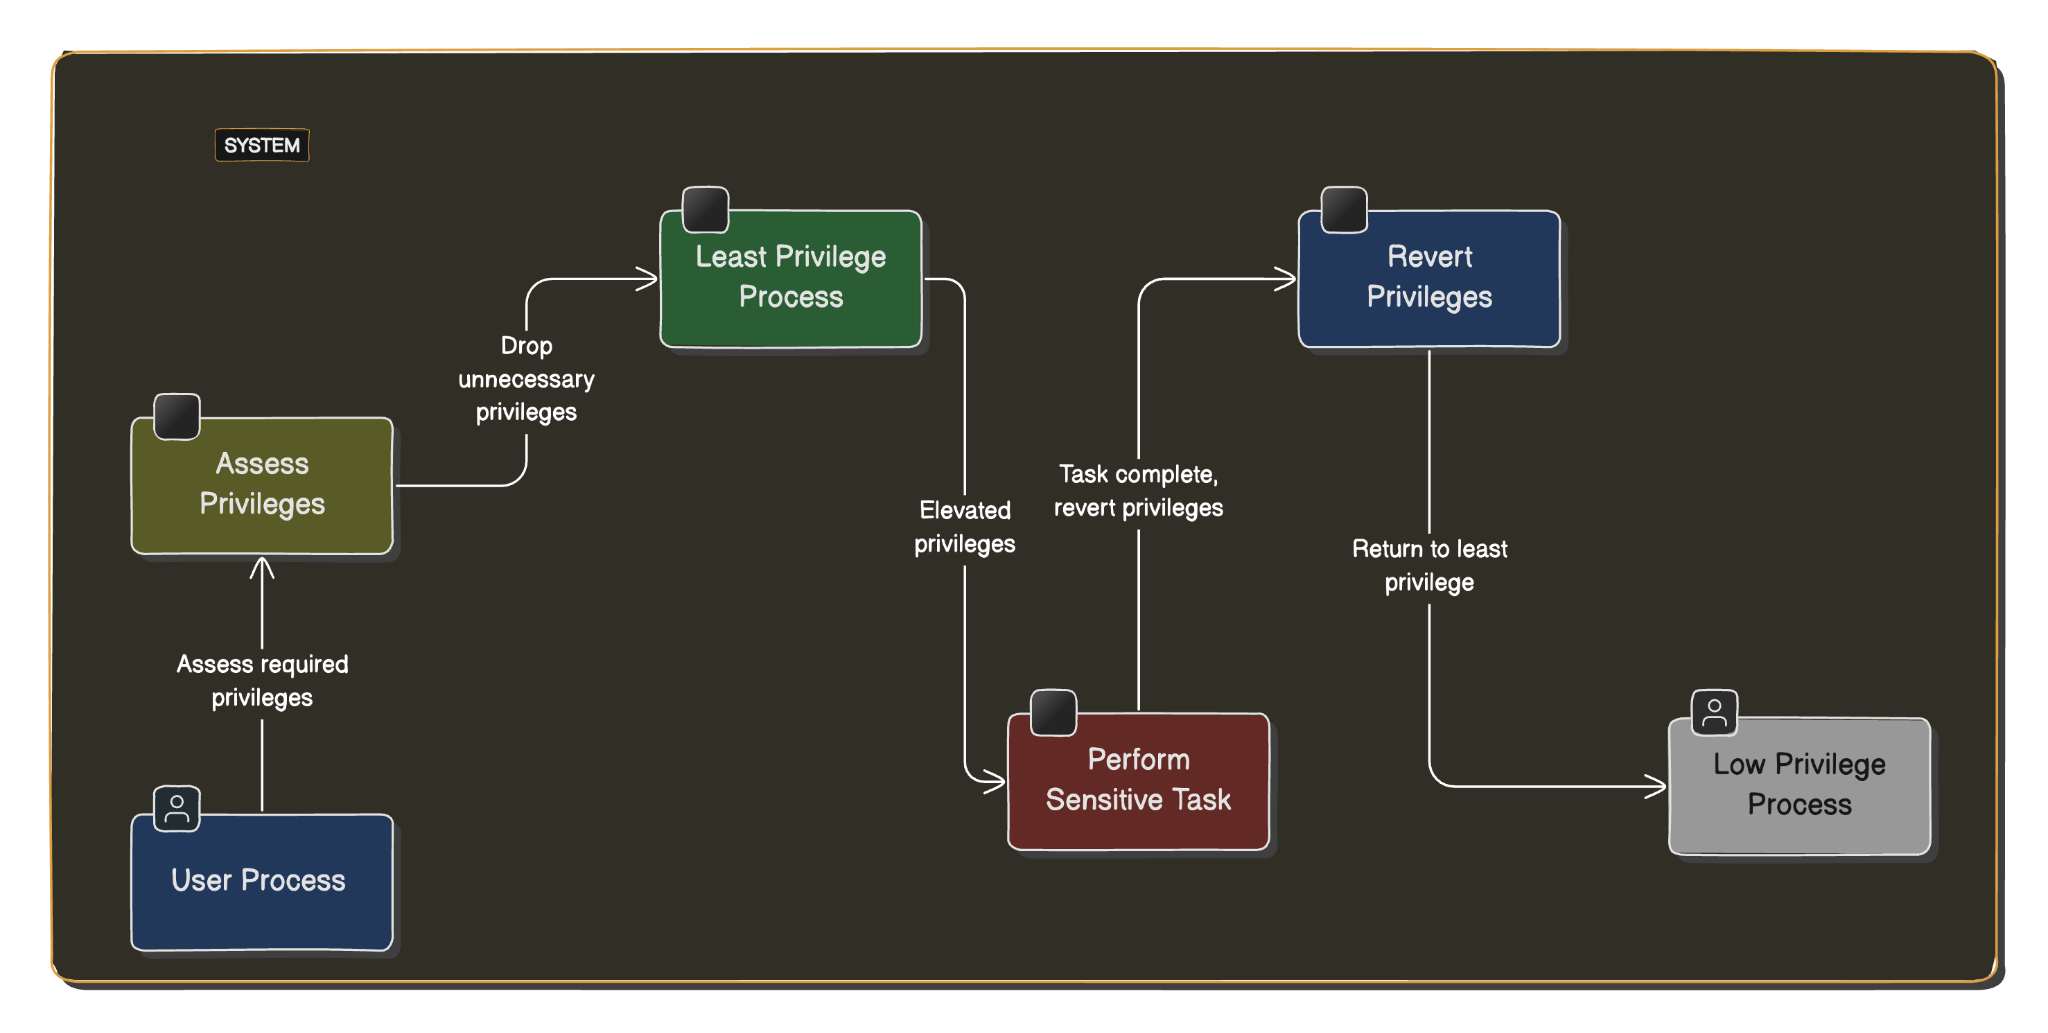 SYSTEM
Least Privilege
Process
Revert
Privileges
Drop
unnecessary
privileges
Assess
Privileges
Task complete,
revert privileges
Elevated
privileges
Return to least
privilege
Assess required
privileges
Perform
Sensitive Task
Low Privilege
Process
User Process